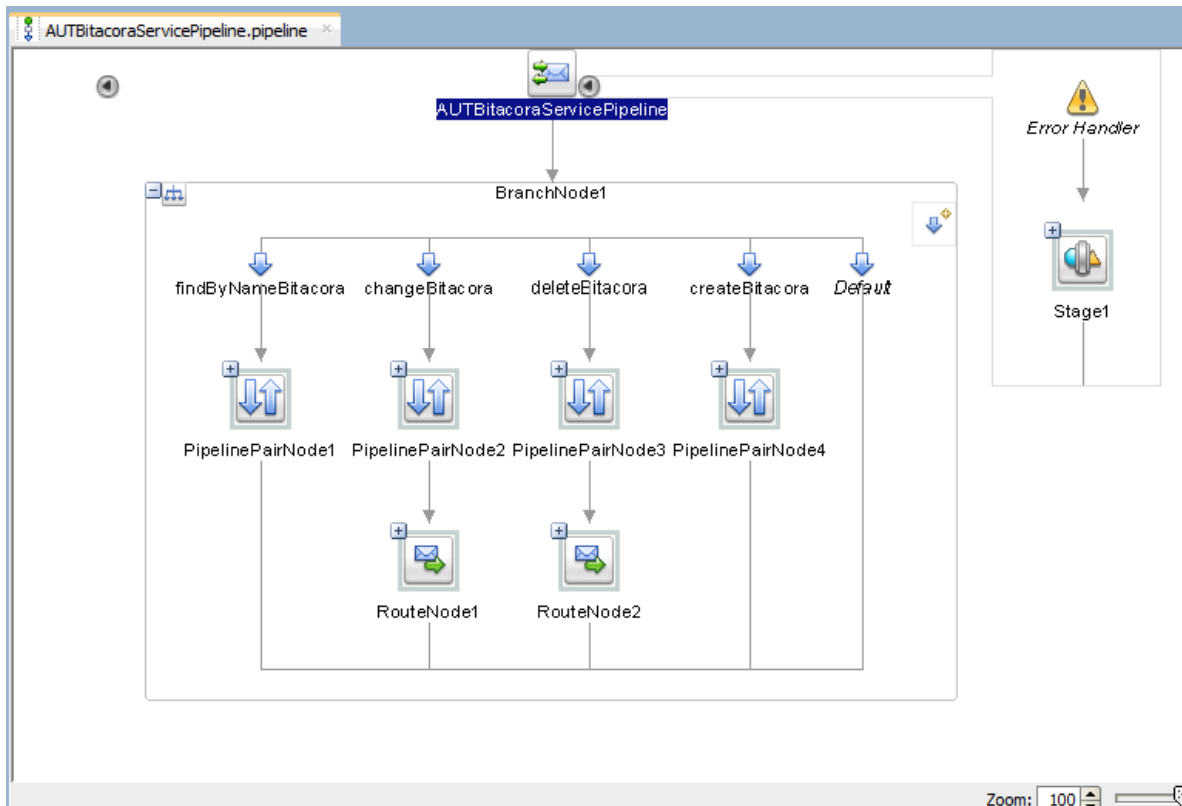 AUTBitacoraServicePipeline.pipeline
AUTBitacoraServicePipeline
Error Handler
BranchNode1
findByNameBitacora changeBitacora deleteBitacora createBitacora Default
Stage1
PipelinePairNode1 PipelinePairNode2 PipelinePairNode3 PipelinePairNode4
RouteNode1 RouteNode2
Zoom: 100